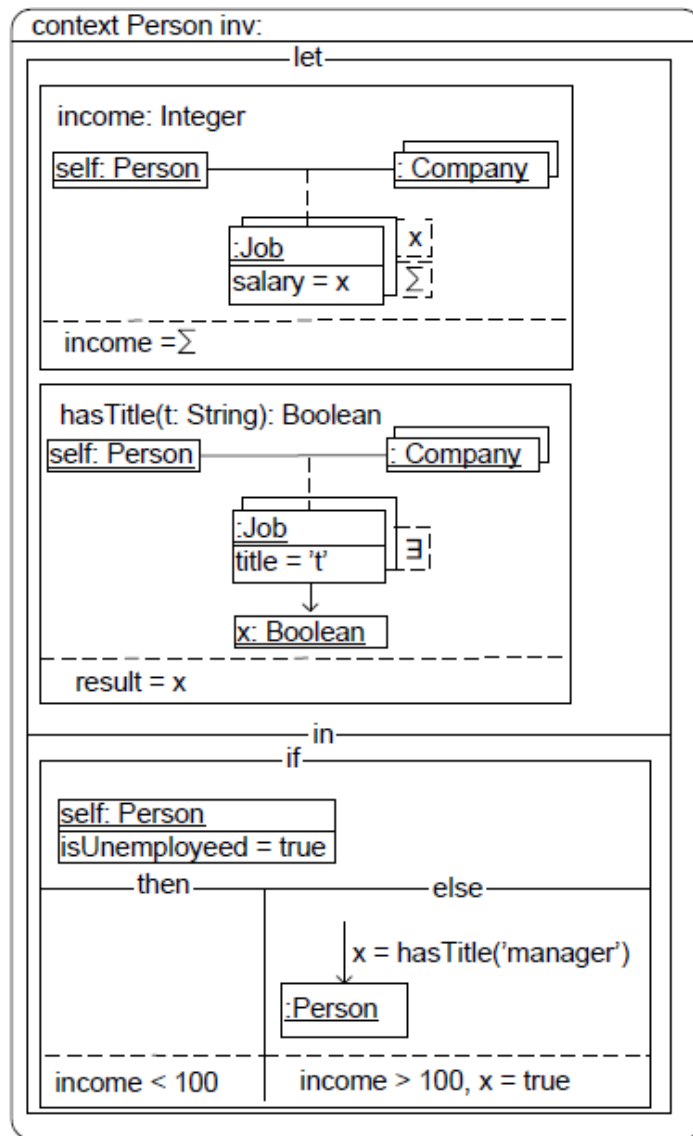 context Person inv:
let
income: Integer
self: Person
: Company
:Job
x
salary = x
Σ
income =Σ
hasTitle(t: String): Boolean
self: Person
: Company
:Job
title = ’t’
∃
x: Boolean
result = x
in
if
self: Person
isUnemployeed = true
then
else
x = hasTitle(’manager’)
:Person
income < 100
income > 100, x = true